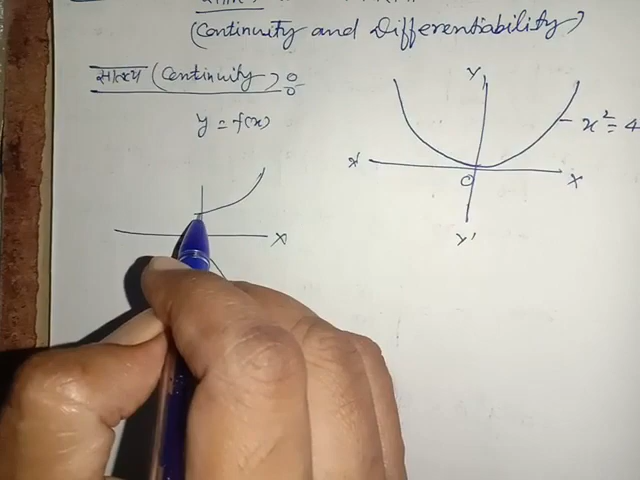 (Continuity and Differentiability)
सातत्य (Continuity)
y = f(x)
Y
x² = 4
X'
O
X
Y'
X